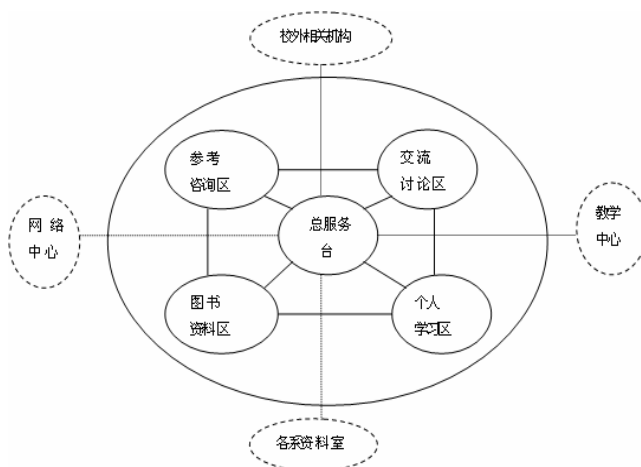 校外相关机构
参考
咨询区
交流
讨论区
网络
中心
总服务
台
教学
中心
图书
资料区
个人
学习区
各系资料室